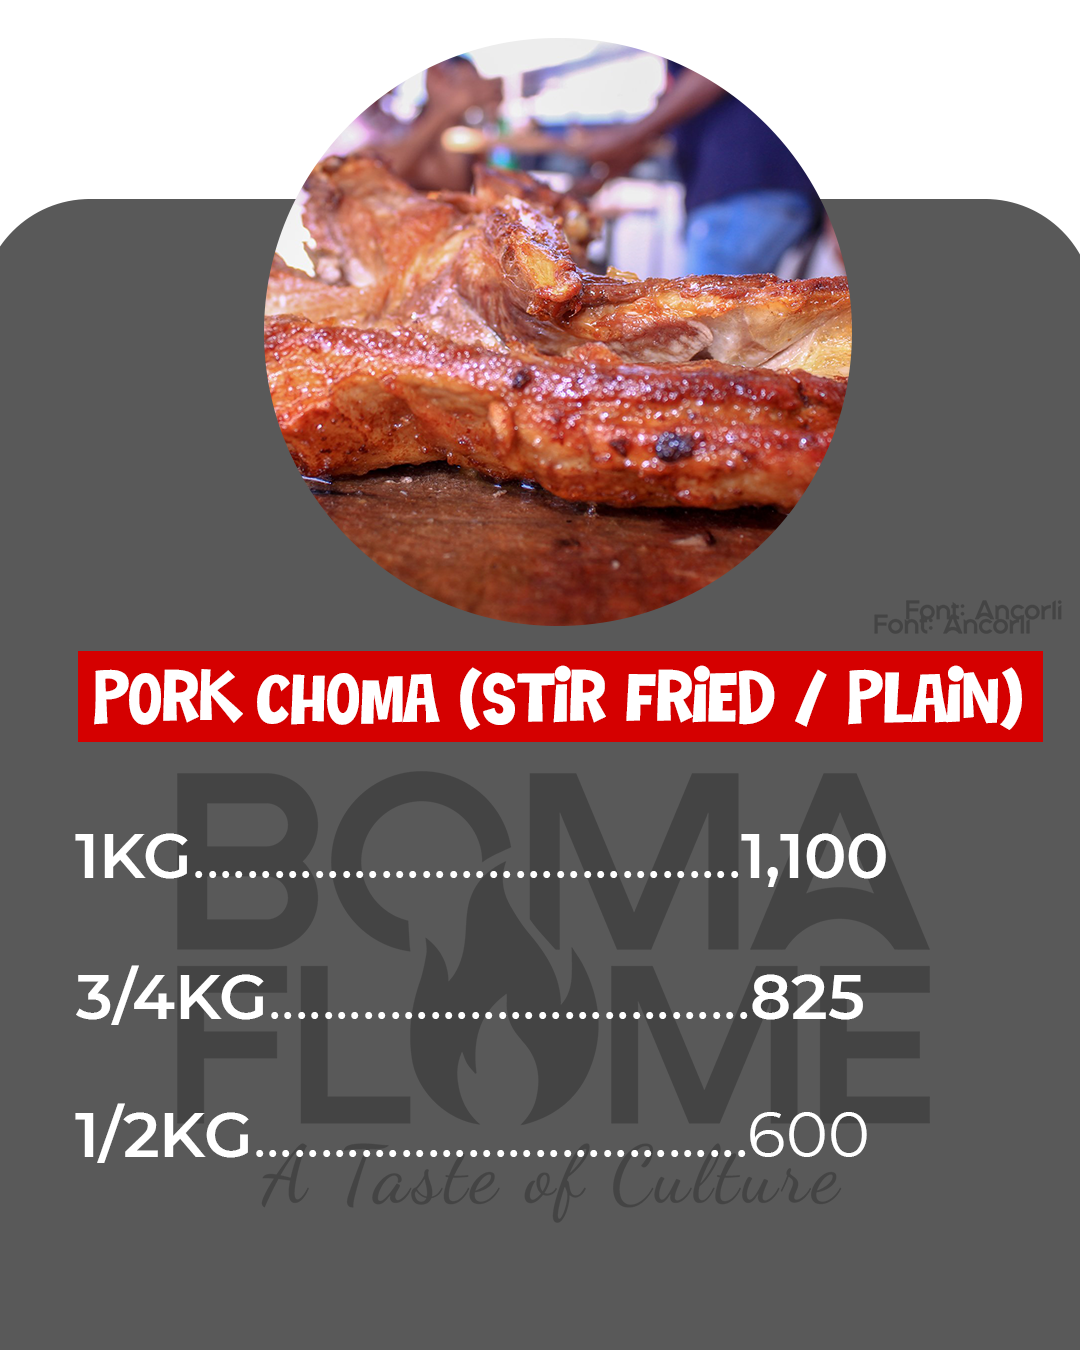 Font: Ancorli
Font: Ancorli
PORK CHOMA (STiR FRiED / PLAiN)
BOMA
1KG.........................................1,100
FLOME
3/4KG....................................825
1/2KG.....................................600
A Taste of Culture